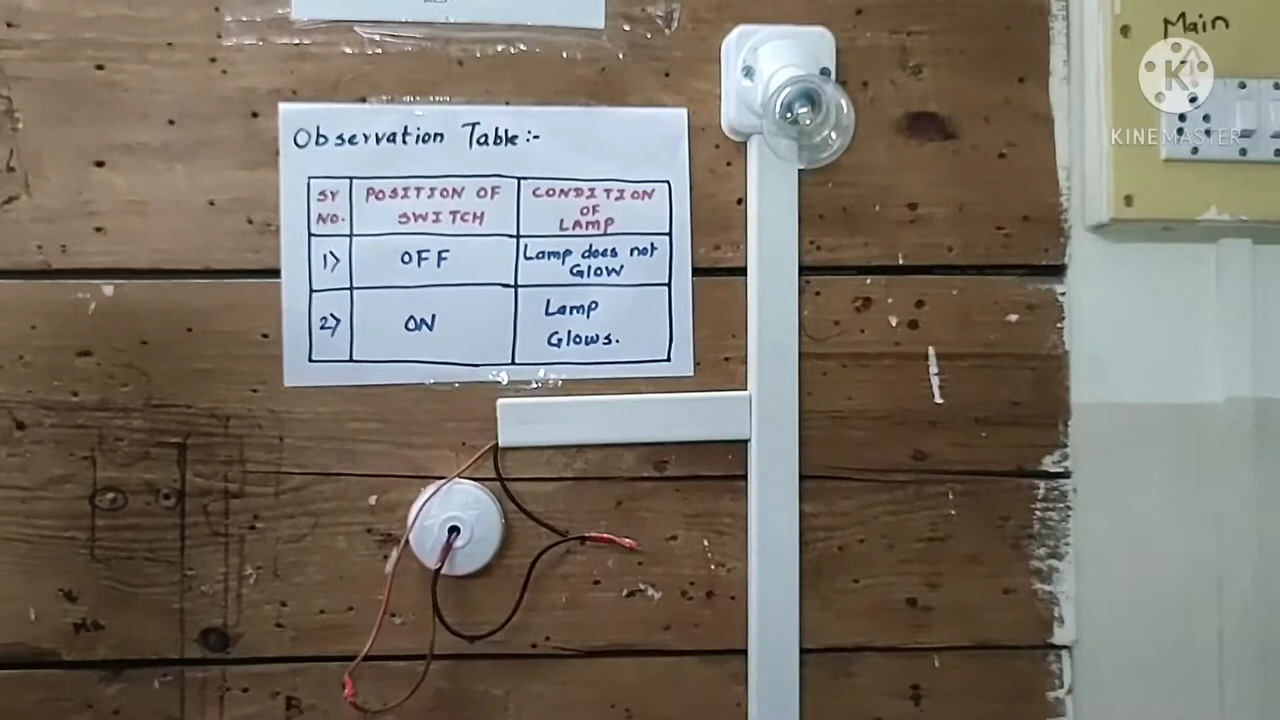 Main
KINEMASTER
Observation Table:-
SY NO. POSITION OF SWITCH CONDITION OF LAMP
1) OFF Lamp does not GLOW
2) ON Lamp Glows.